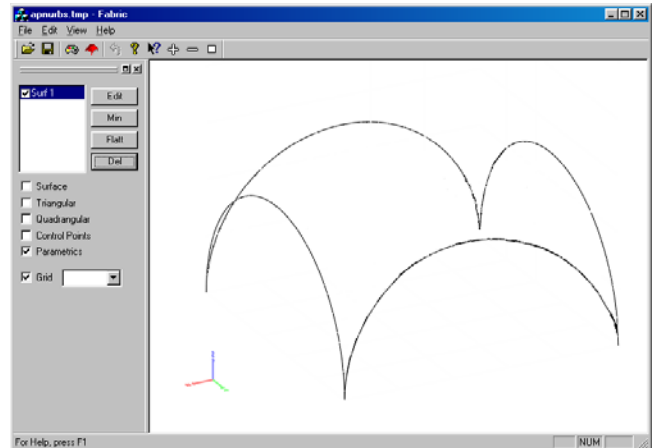 apnurbs.tmp - Fabric
File Edit View Help
Surf 1
Edit
Min
Flatt
Del
Surface
Triangular
Quadrangular
Control Points
Parametrics
Grid
For Help, press F1
NUM